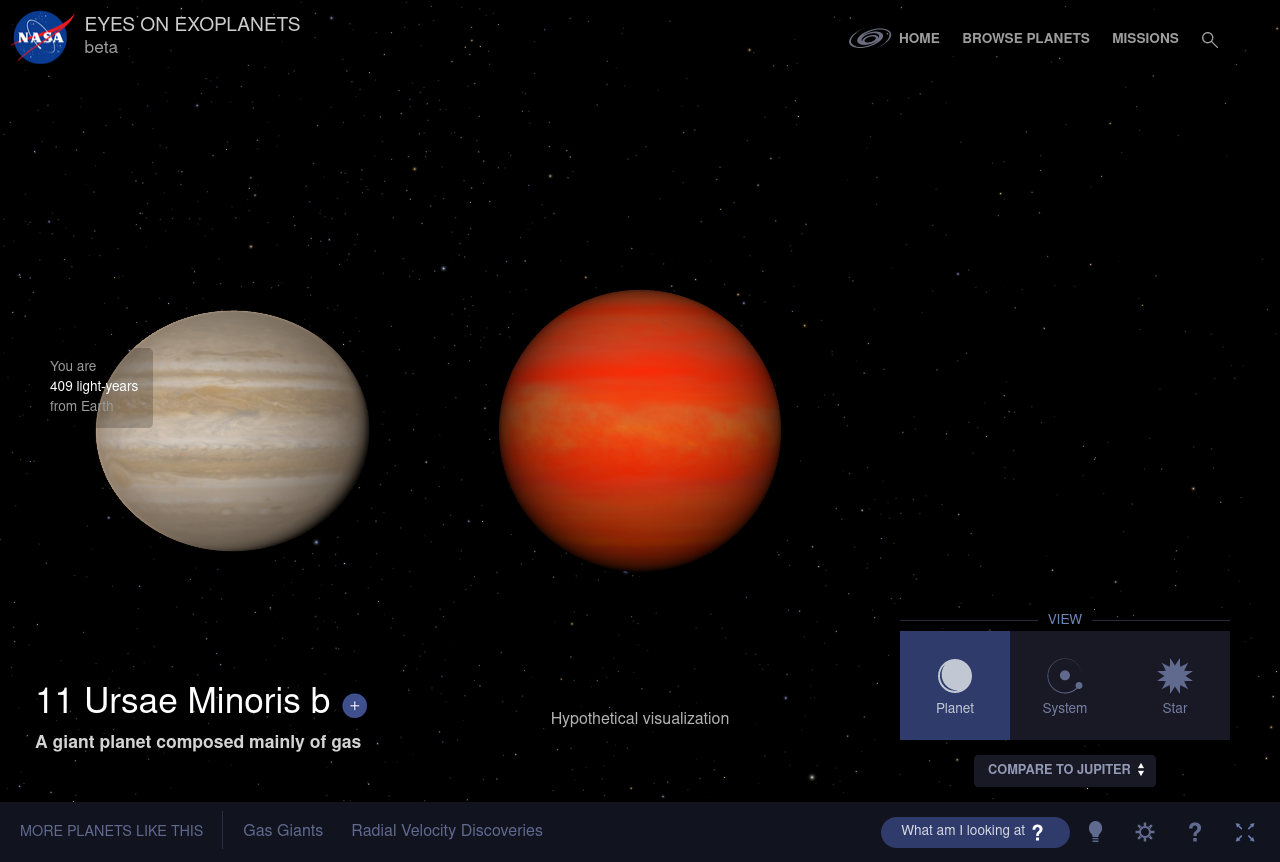 NASA
EYES ON EXOPLANETS
beta
HOME
BROWSE PLANETS
MISSIONS
You are
409 light-years
from Earth
11 Ursae Minoris b +
A giant planet composed mainly of gas
Hypothetical visualization
VIEW
Planet
System
Star
COMPARE TO JUPITER
MORE PLANETS LIKE THIS
Gas Giants
Radial Velocity Discoveries
What am I looking at ?
?